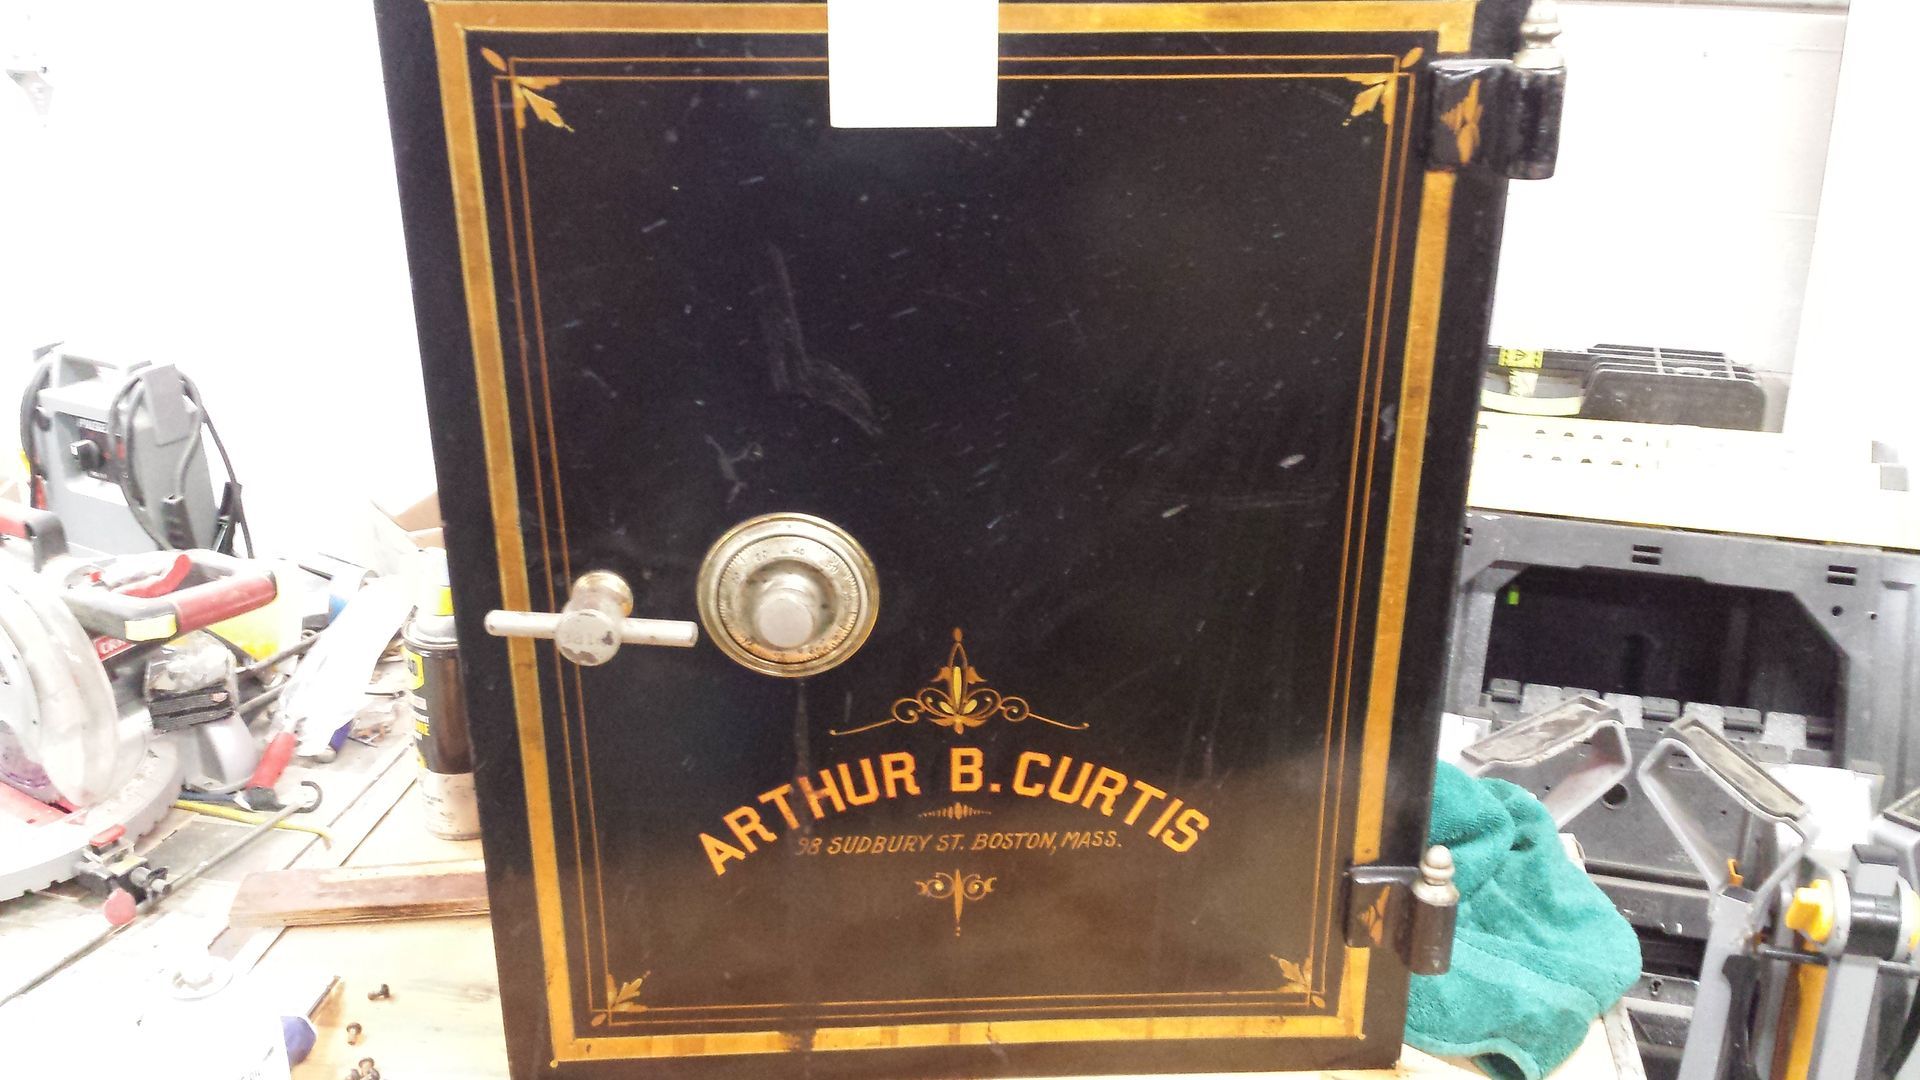 ARTHUR B. CURTIS
98 SUDBURY ST. BOSTON, MASS.